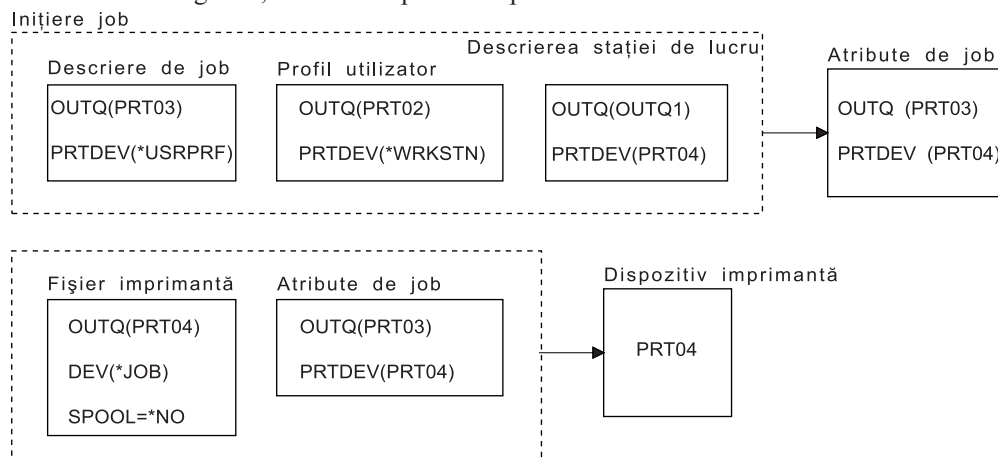 Inițiere job
Descrierea stației de lucru
Descriere de job
OUTQ(PRT03)
PRTDEV(*USRPRF)
Profil utilizator
OUTQ(PRT02)
PRTDEV(*WRKSTN)
OUTQ(OUTQ1)
PRTDEV(PRT04)
Atribute de job
OUTQ (PRT03)
PRTDEV (PRT04)
Fişier imprimantă
OUTQ(PRT04)
DEV(*JOB)
SPOOL=*NO
Atribute de job
OUTQ(PRT03)
PRTDEV(PRT04)
Dispozitiv imprimantă
PRT04